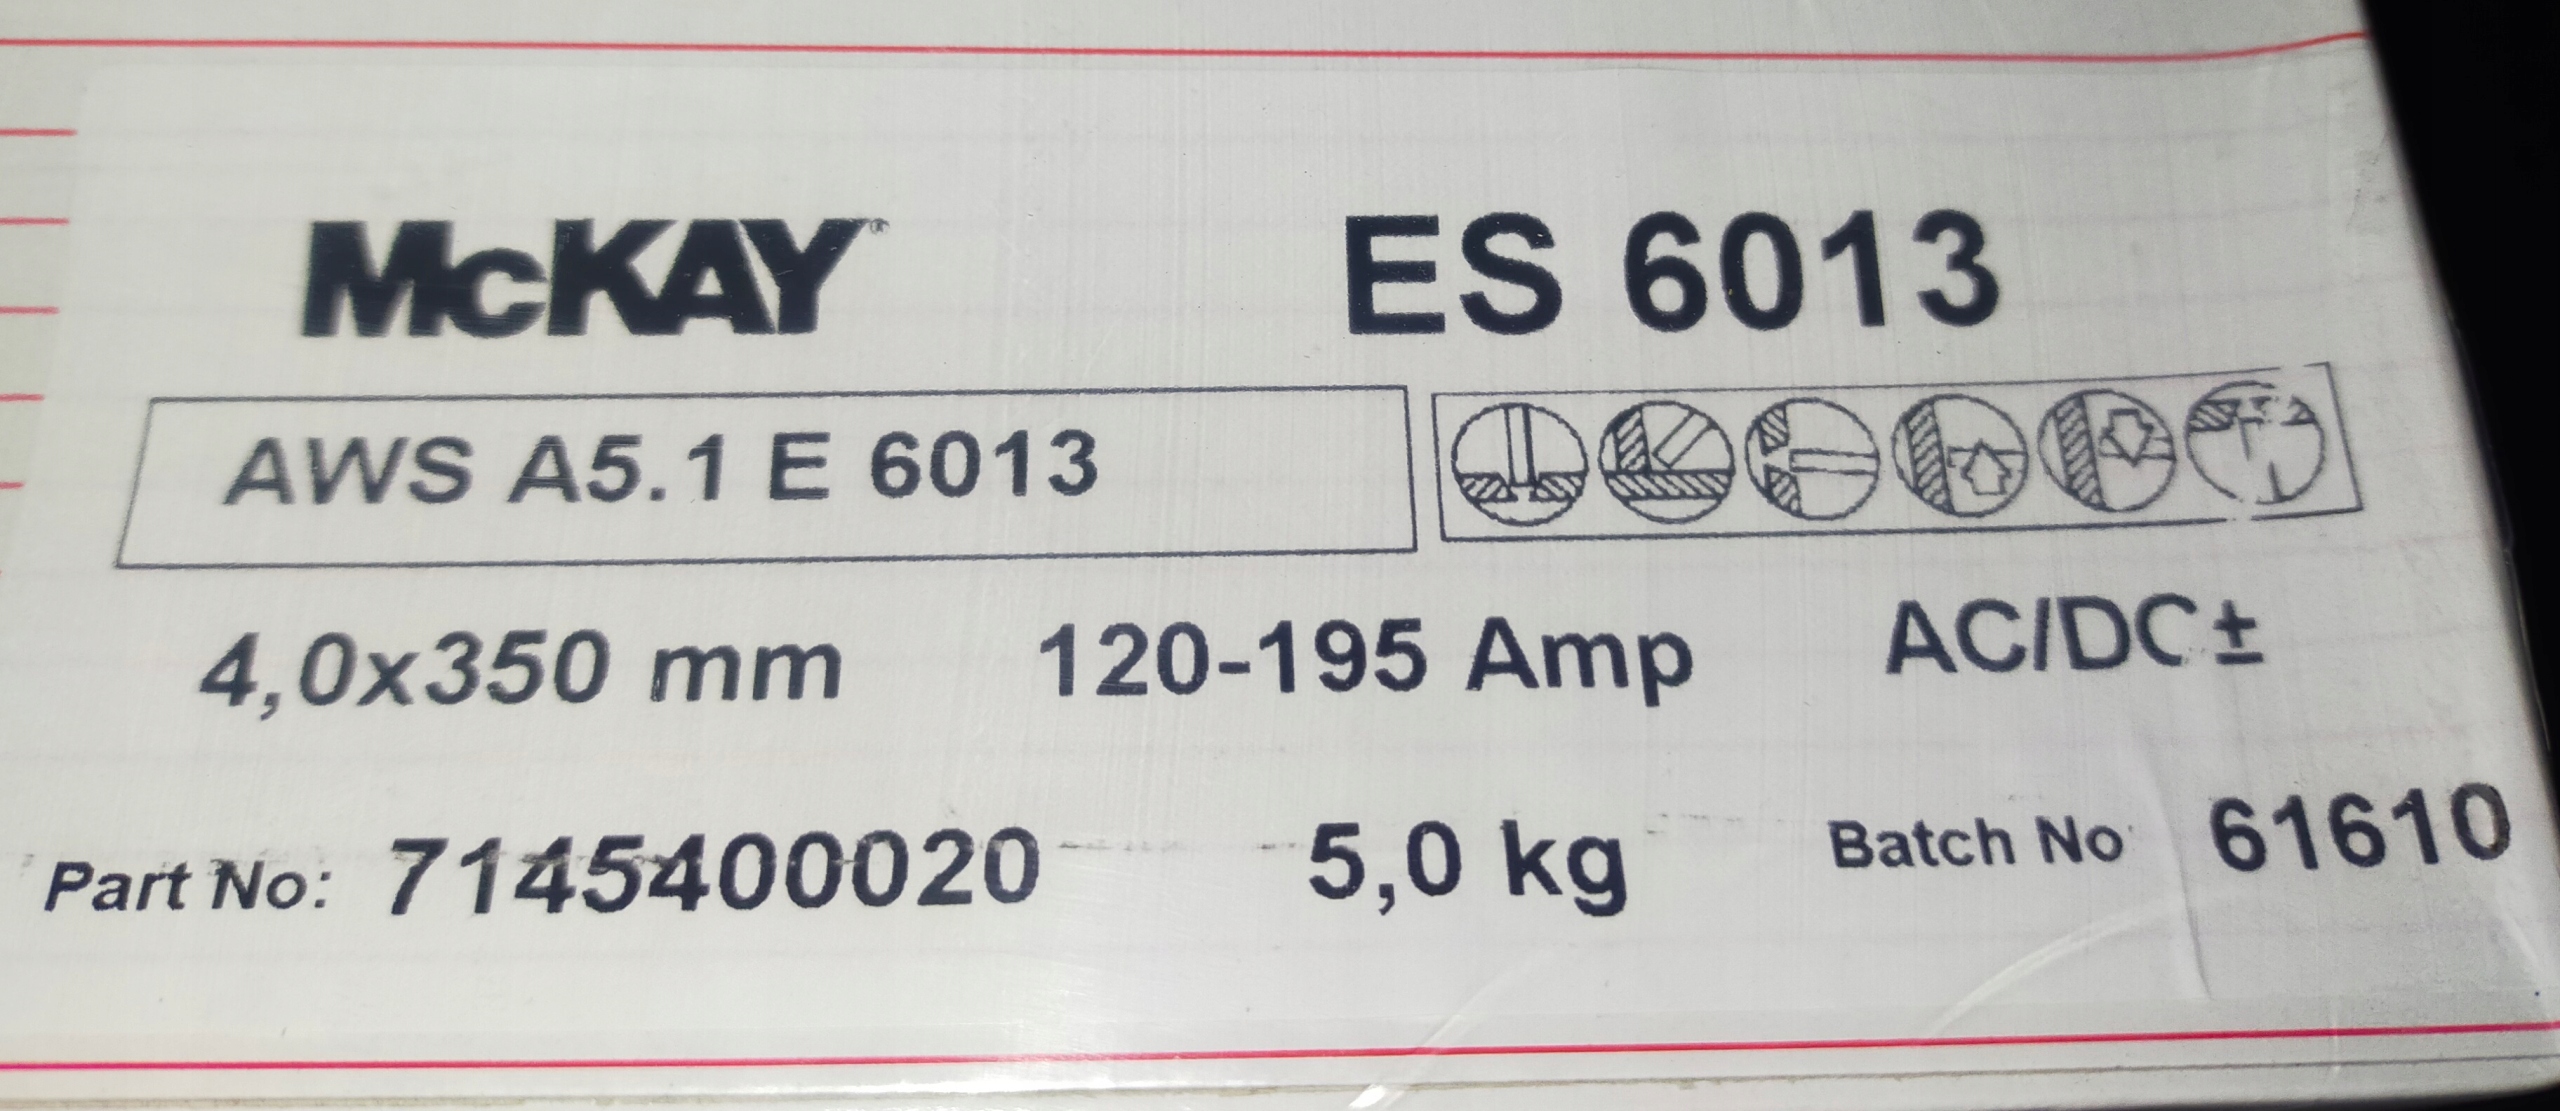 McKAY® ES 6013
AWS A5.1 E 6013
4,0x350 mm 120-195 Amp AC/DC ±
Part No: 7145400020 5,0 kg Batch No 61610